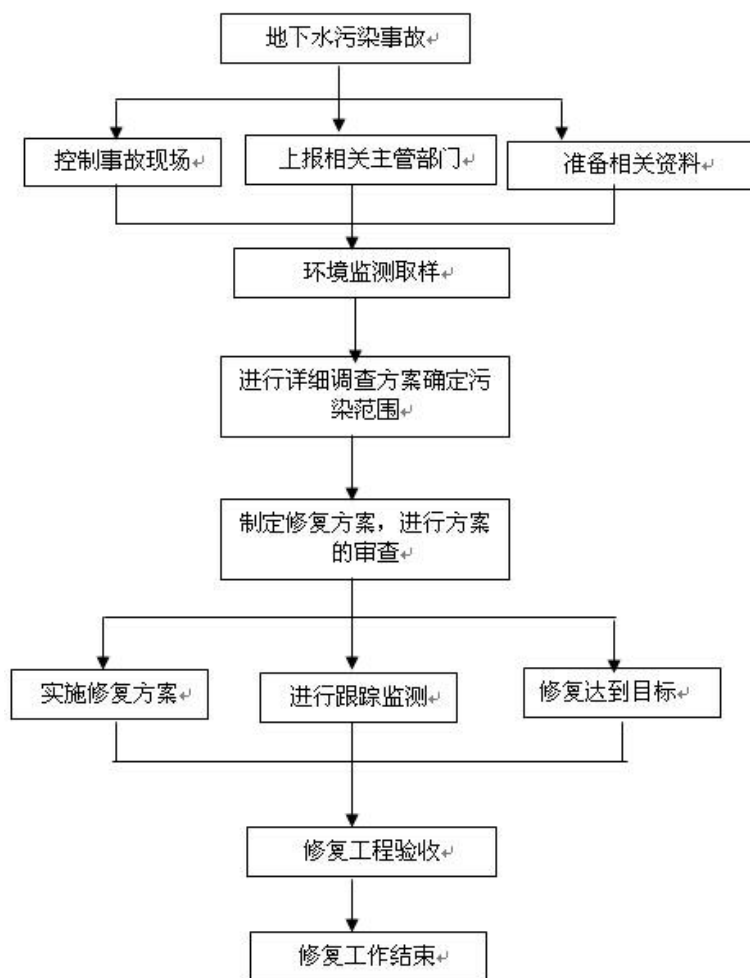 地下水污染事故
控制事故现场
上报相关主管部门
准备相关资料
环境监测取样
进行详细调查方案确定污
染范围
制定修复方案，进行方案
的审查
实施修复方案
进行跟踪监测
修复达到目标
修复工程验收
修复工作结束